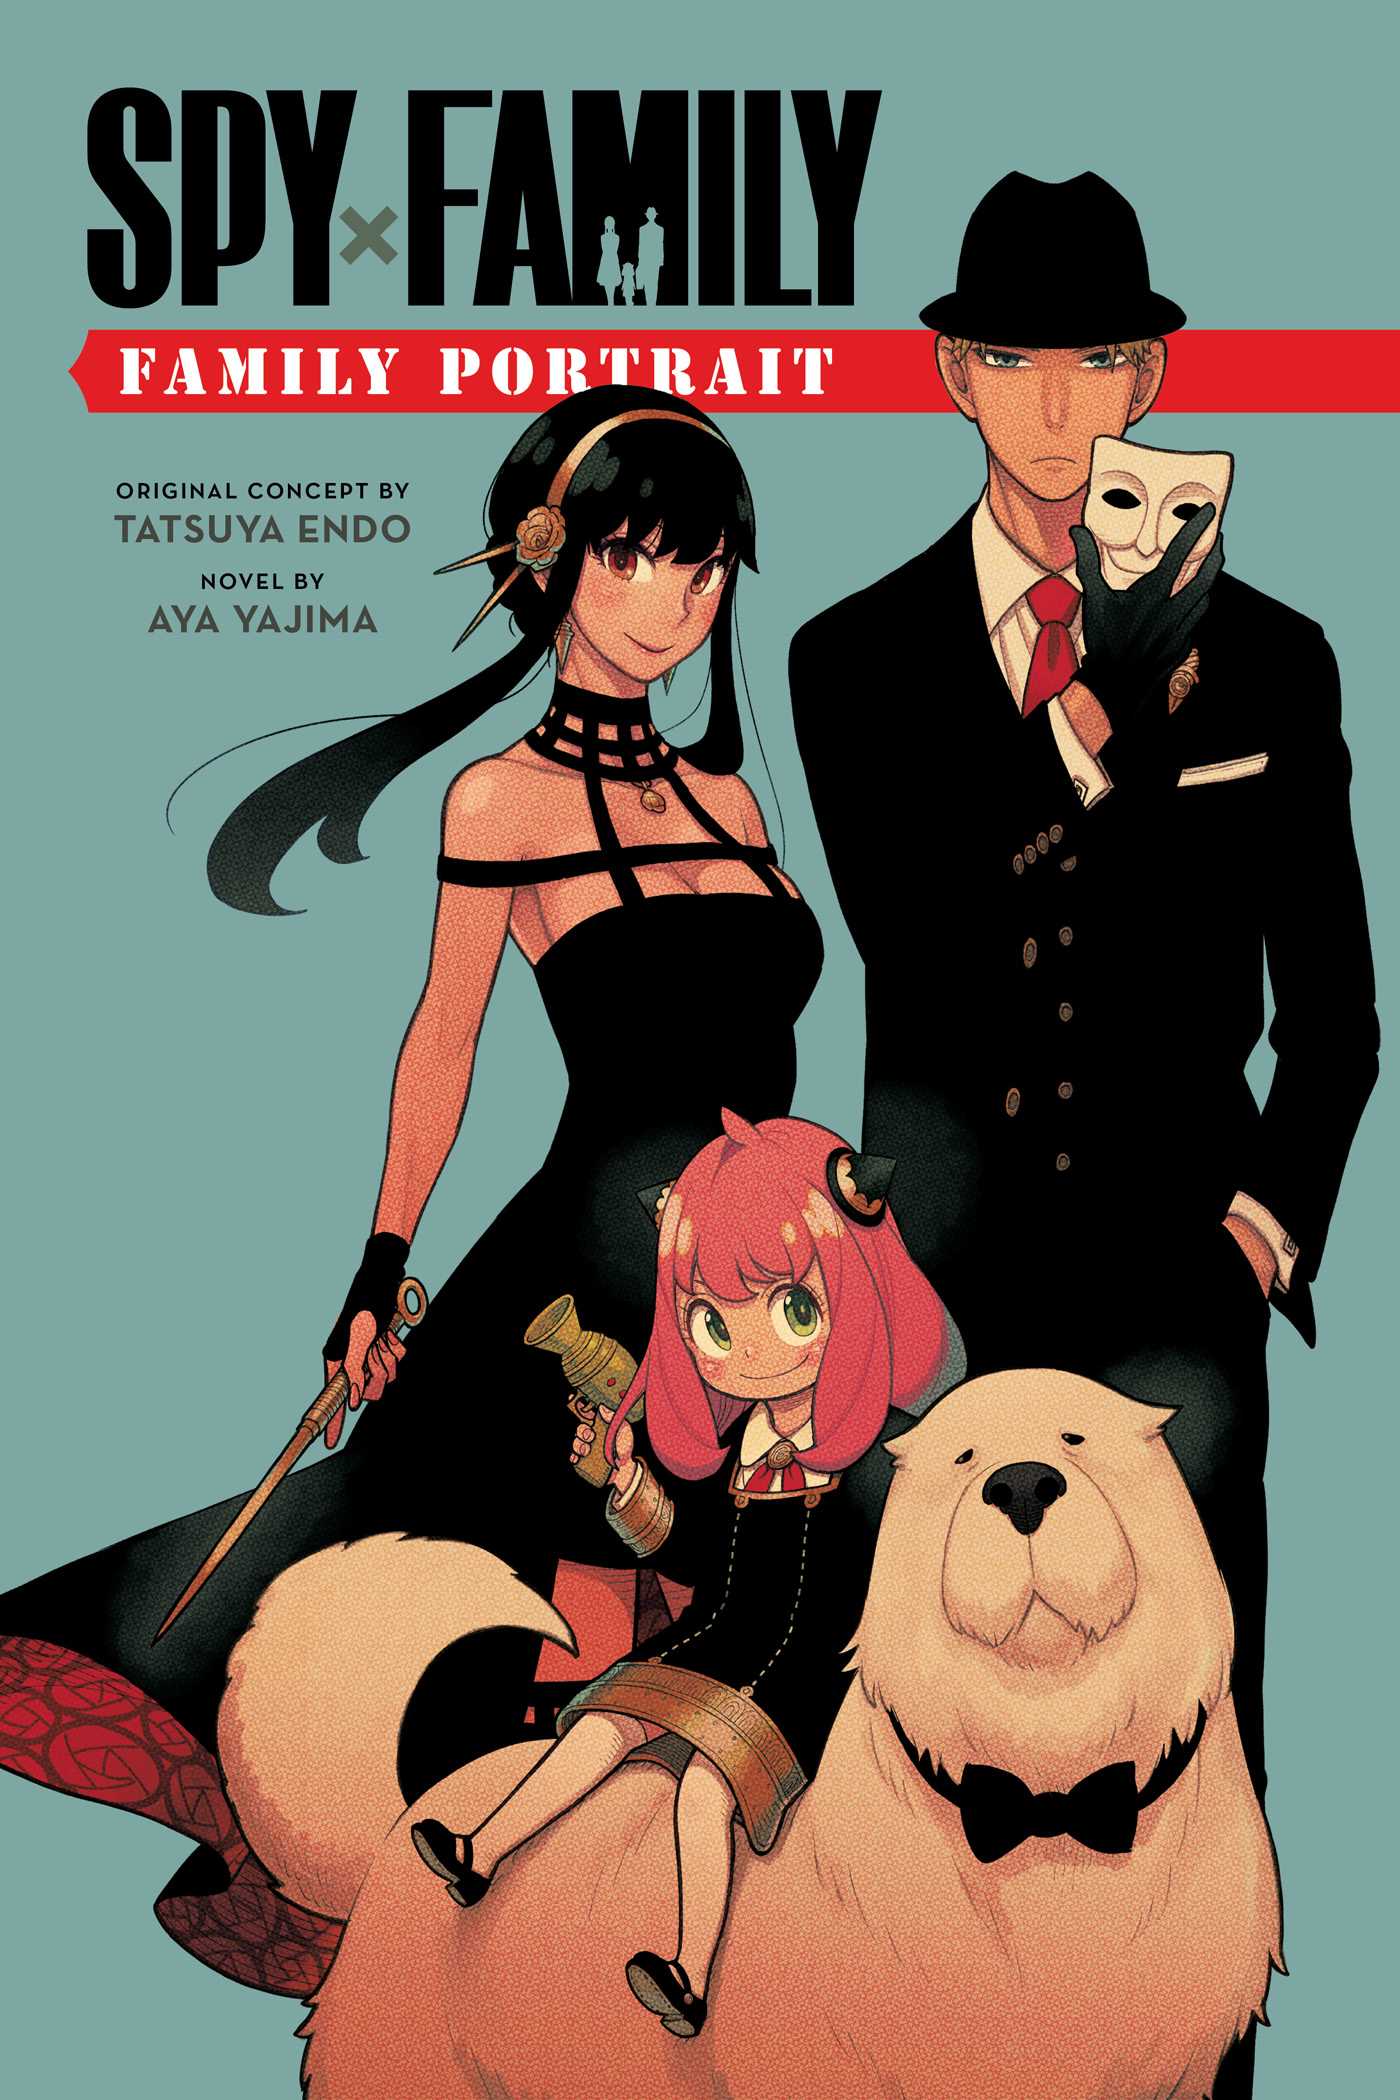 SPY×FAMILY
FAMILY PORTRAIT
ORIGINAL CONCEPT BY
TATSUYA ENDO
NOVEL BY
AYA YAJIMA